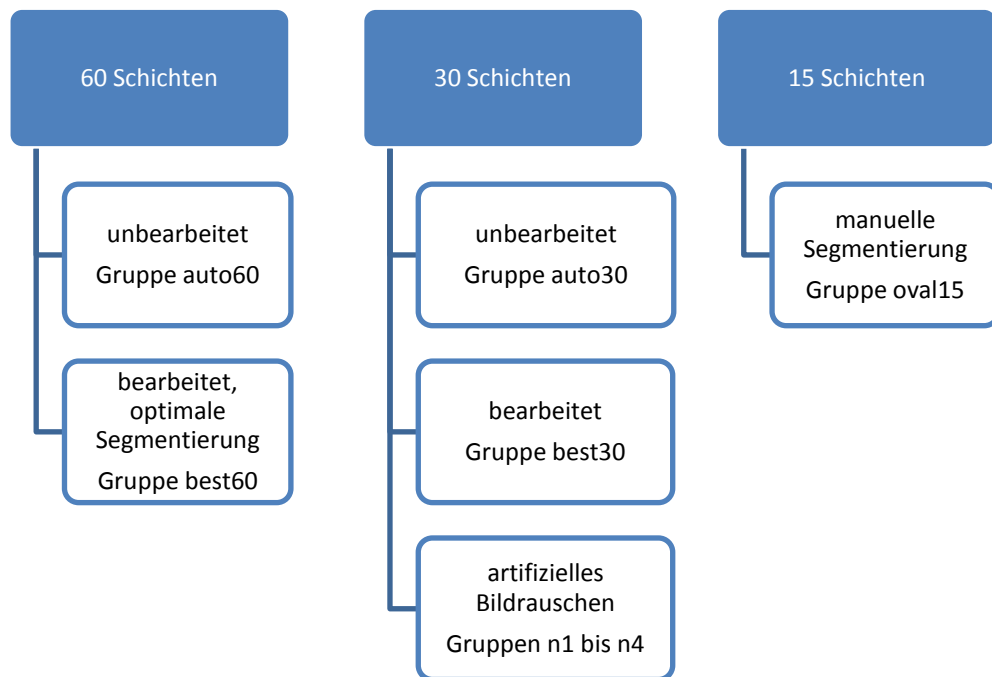 60 Schichten
unbearbeitet
Gruppe auto60
bearbeitet,
optimale
Segmentierung
Gruppe best60
30 Schichten
unbearbeitet
Gruppe auto30
bearbeitet
Gruppe best30
artifizielles
Bildrauschen
Gruppen n1 bis n4
15 Schichten
manuelle
Segmentierung
Gruppe oval15